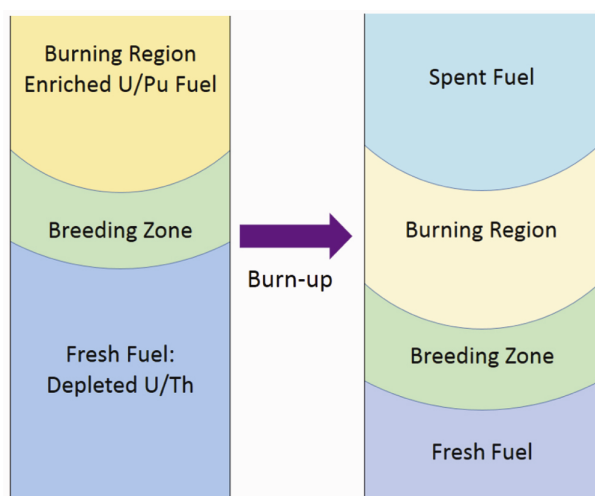 Burning Region
Enriched U/Pu Fuel
Breeding Zone
Fresh Fuel:
Depleted U/Th
Burn-up
Spent Fuel
Burning Region
Breeding Zone
Fresh Fuel